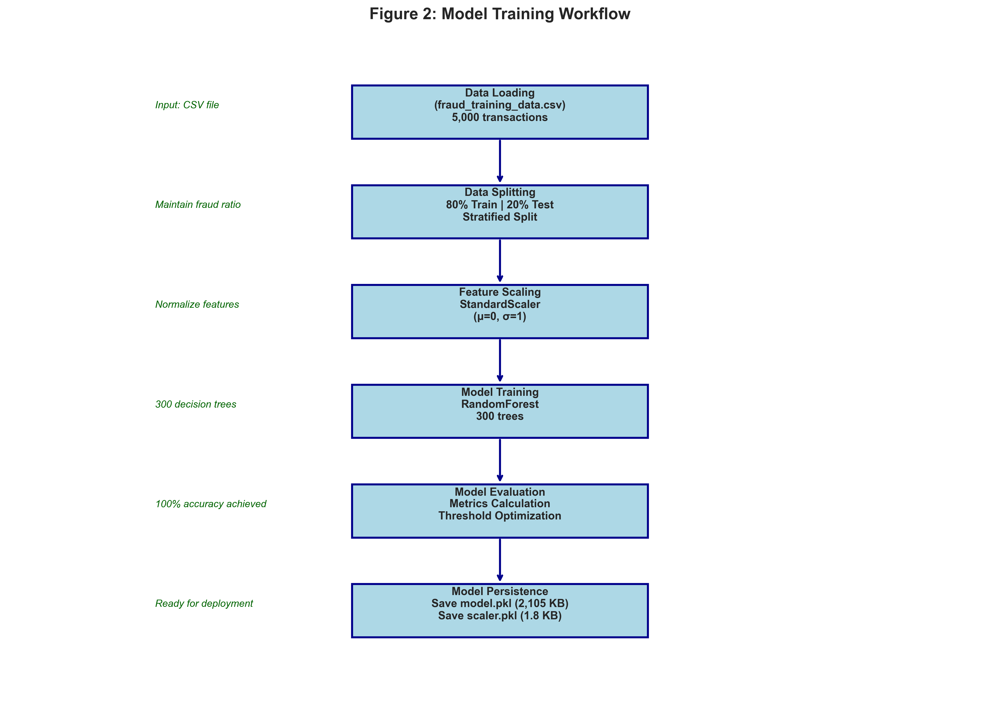 Figure 2: Model Training Workflow
Input: CSV file
Data Loading
(fraud_training_data.csv)
5,000 transactions
Maintain fraud ratio
Data Splitting
80% Train | 20% Test
Stratified Split
Normalize features
Feature Scaling
StandardScaler
(μ=0, σ=1)
300 decision trees
Model Training
RandomForest
300 trees
100% accuracy achieved
Model Evaluation
Metrics Calculation
Threshold Optimization
Ready for deployment
Model Persistence
Save model.pkl (2,105 KB)
Save scaler.pkl (1.8 KB)